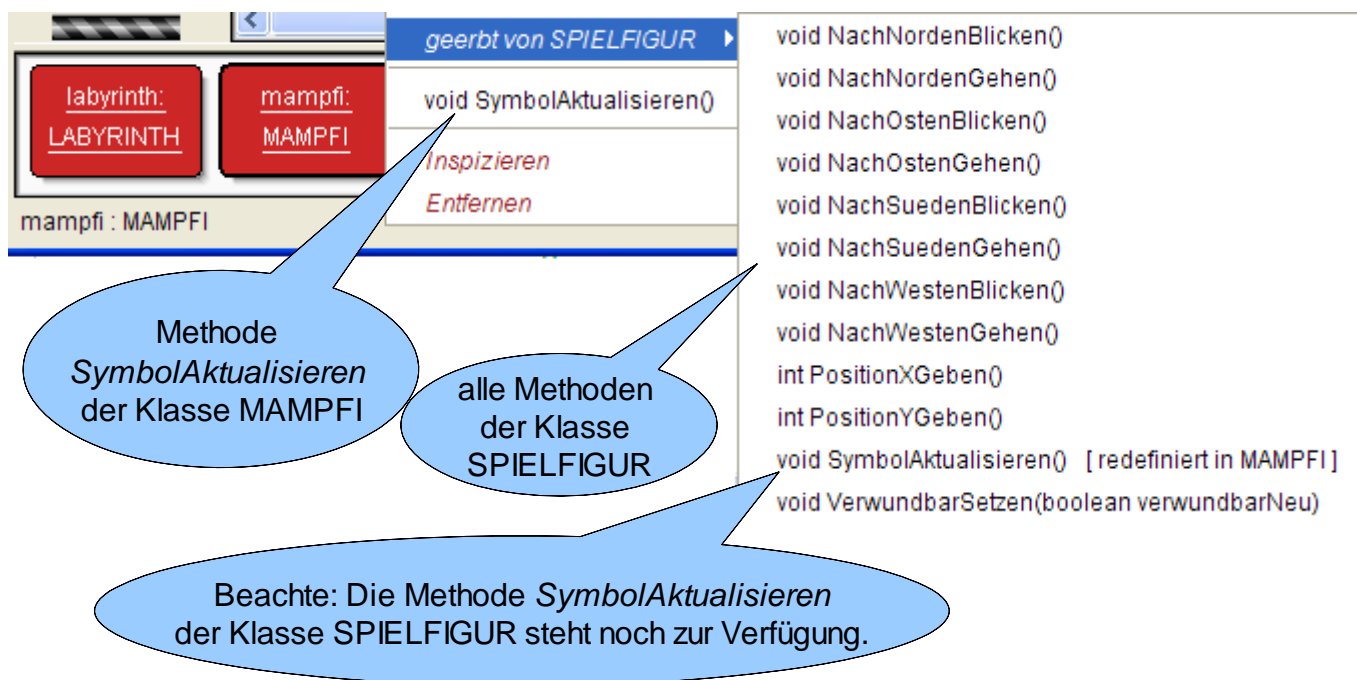 labyrinth:
LABYRINTH
mampfi:
MAMPFI
mampfi : MAMPFI
geerbt von SPIELFIGUR
void SymbolAktualisieren()
Inspizieren
Entfernen
void NachNordenBlicken()
void NachNordenGehen()
void NachOstenBlicken()
void NachOstenGehen()
void NachSuedenBlicken()
void NachSuedenGehen()
void NachWestenBlicken()
void NachWestenGehen()
int PositionXGeben()
int PositionYGeben()
void SymbolAktualisieren() [ redefiniert in MAMPFI ]
void VerwundbarSetzen(boolean verwundbarNeu)
Methode
SymbolAktualisieren
der Klasse MAMPFI
alle Methoden
der Klasse
SPIELFIGUR
Beachte: Die Methode SymbolAktualisieren
der Klasse SPIELFIGUR steht noch zur Verfügung.